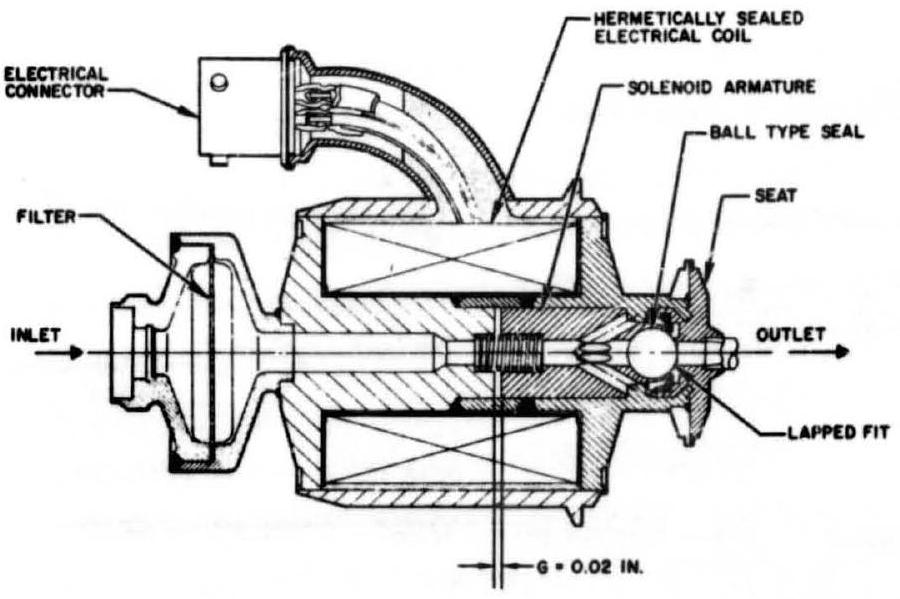 HERMETICALLY SEALED
ELECTRICAL COIL
ELECTRICAL
CONNECTOR
SOLENOID ARMATURE
BALL TYPE SEAL
SEAT
FILTER
INLET
OUTLET
LAPPED FIT
G = 0.02 IN.